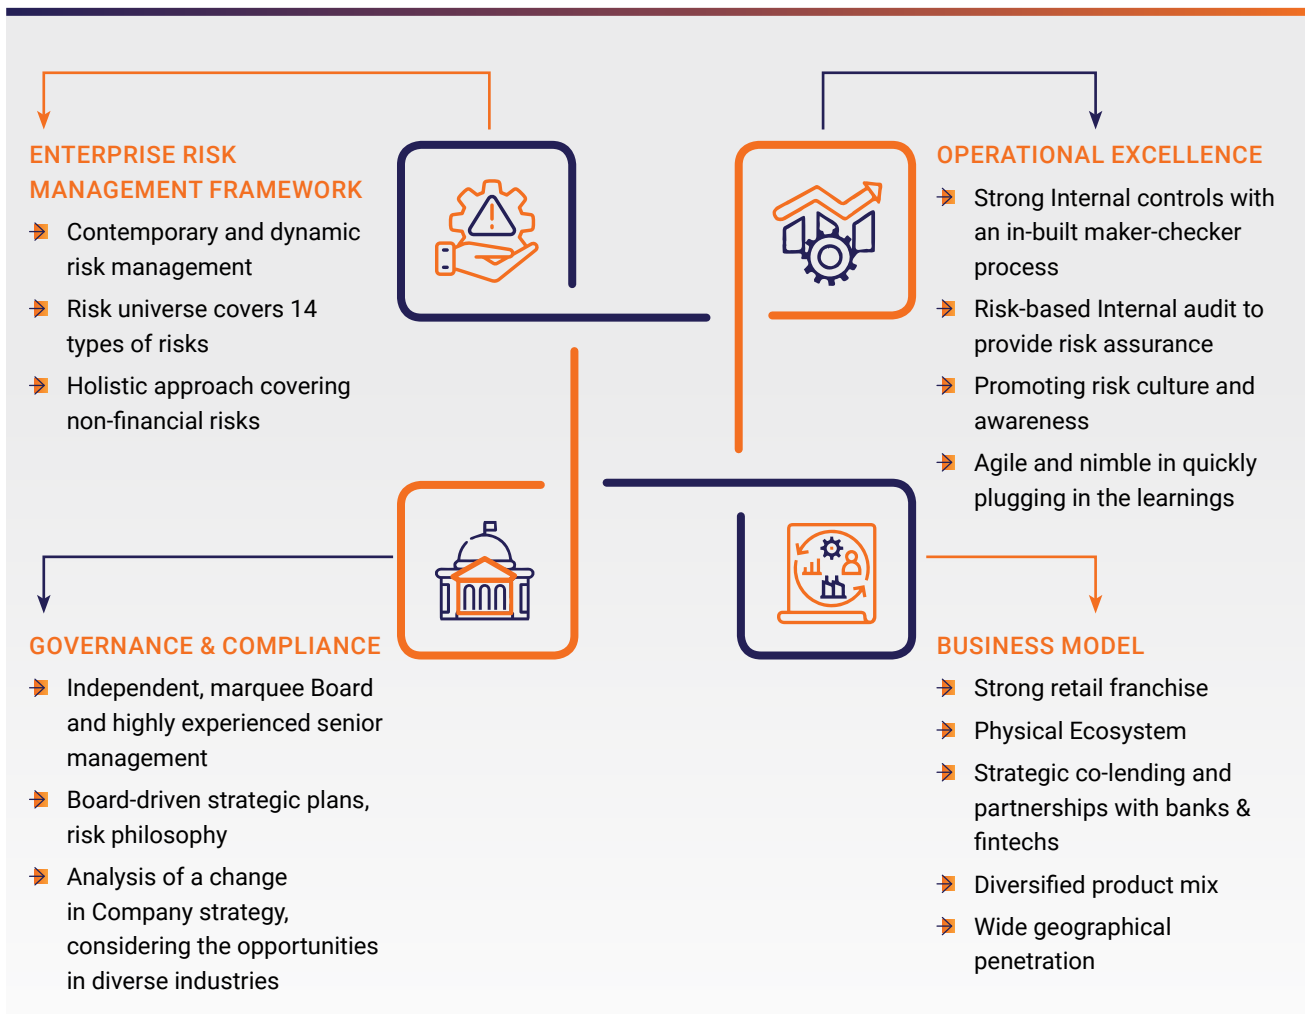 ENTERPRISE RISK
MANAGEMENT FRAMEWORK
Contemporary and dynamic
risk management
Risk universe covers 14
types of risks
Holistic approach covering
non-financial risks
OPERATIONAL EXCELLENCE
Strong Internal controls with
an in-built maker-checker
process
Risk-based Internal audit to
provide risk assurance
Promoting risk culture and
awareness
Agile and nimble in quickly
plugging in the learnings
GOVERNANCE & COMPLIANCE
Independent, marquee Board
and highly experienced senior
management
Board-driven strategic plans,
risk philosophy
Analysis of a change
in Company strategy,
considering the opportunities
in diverse industries
BUSINESS MODEL
Strong retail franchise
Physical Ecosystem
Strategic co-lending and
partnerships with banks &
fintechs
Diversified product mix
Wide geographical
penetration